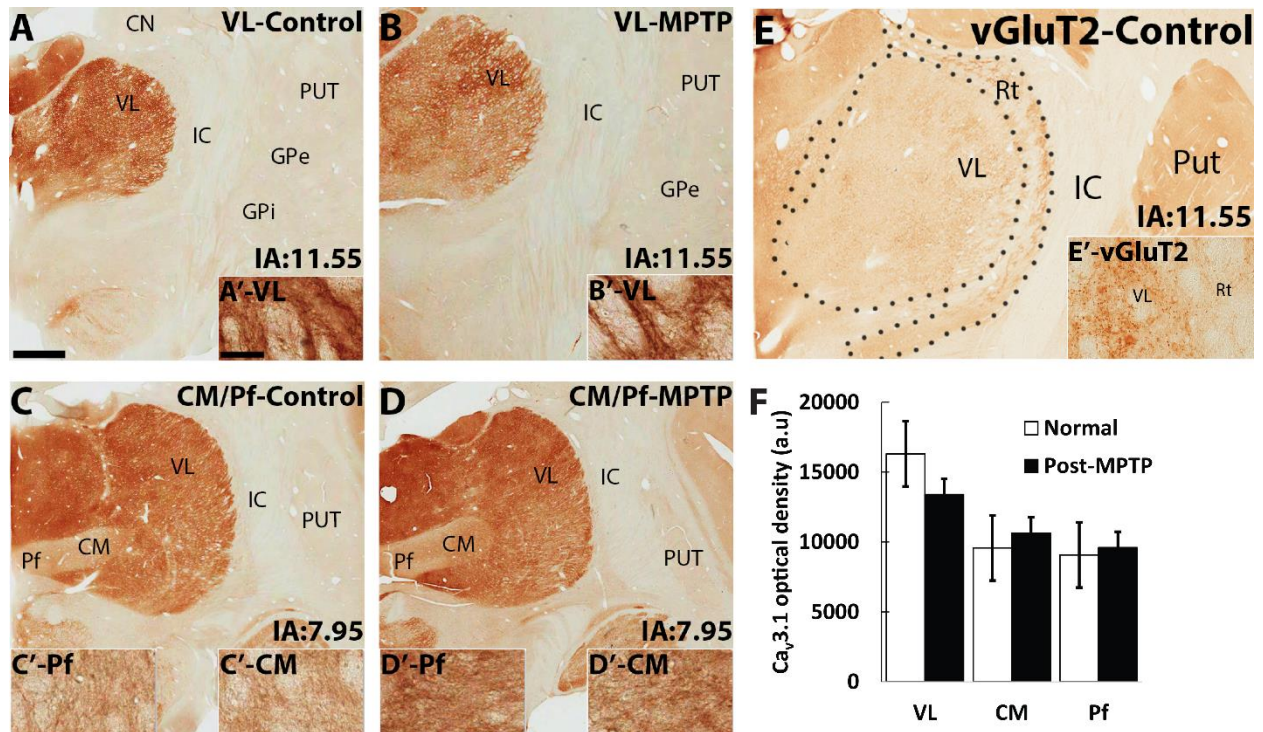 A
CN
VL-Control
VL
PUT
IC
GPe
GPi
IA:11.55
A'-VL
B
VL-MPTP
VL
PUT
IC
GPe
IA:11.55
B'-VL
E
vGluT2-Control
Rt
VL
IC
Put
IA:11.55
E'-vGluT2
VL
Rt
C
CM/Pf-Control
VL
IC
PUT
CM
Pf
IA:7.95
C'-Pf
C'-CM
D
CM/Pf-MPTP
VL
IC
CM
Pf
PUT
IA:7.95
D'-Pf
D'-CM
F
Caᵥ3.1 optical density (a.u)
20000
15000
10000
5000
0
Normal
Post-MPTP
VL CM Pf